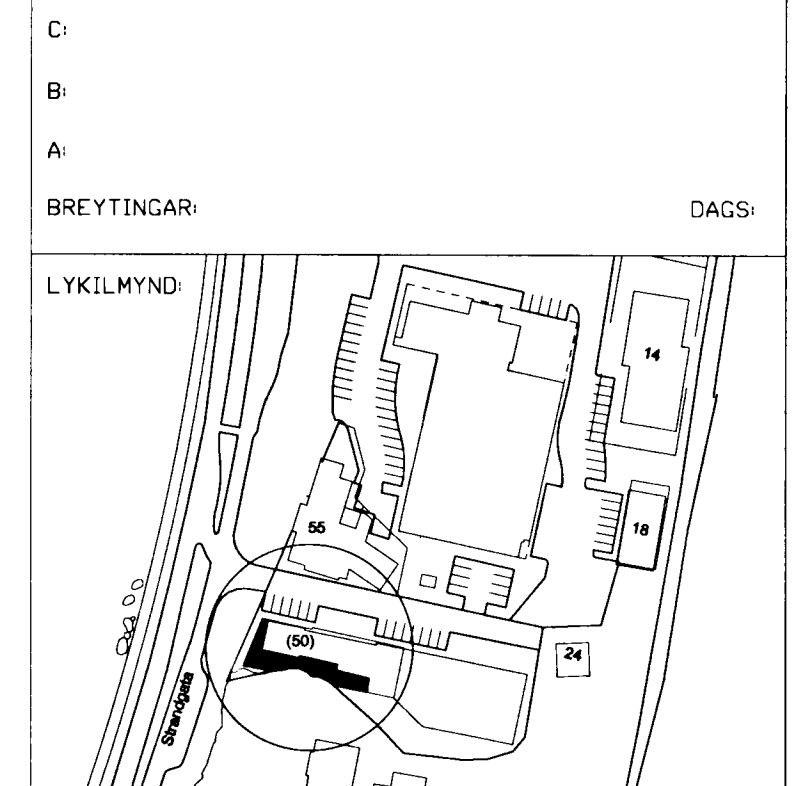 C:
B:
A:
BREYTINGAR: DAGS:
LYKILMYND:
14
18
55
(50)
24
Strandgata